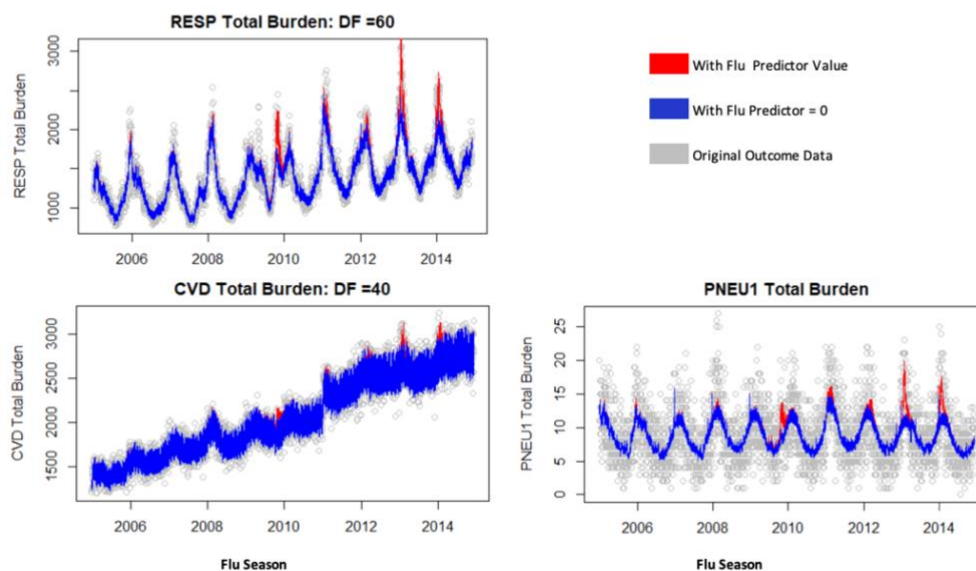 RESP Total Burden: DF =60
RESP Total Burden
3000
2000
1000
2006 2008 2010 2012 2014
With Flu Predictor Value
With Flu Predictor = 0
Original Outcome Data
CVD Total Burden: DF =40
CVD Total Burden
3000
2500
2000
1500
2006 2008 2010 2012 2014
Flu Season
PNEU1 Total Burden
PNEU1 Total Burden
25
20
15
10
5
0
2006 2008 2010 2012 2014
Flu Season